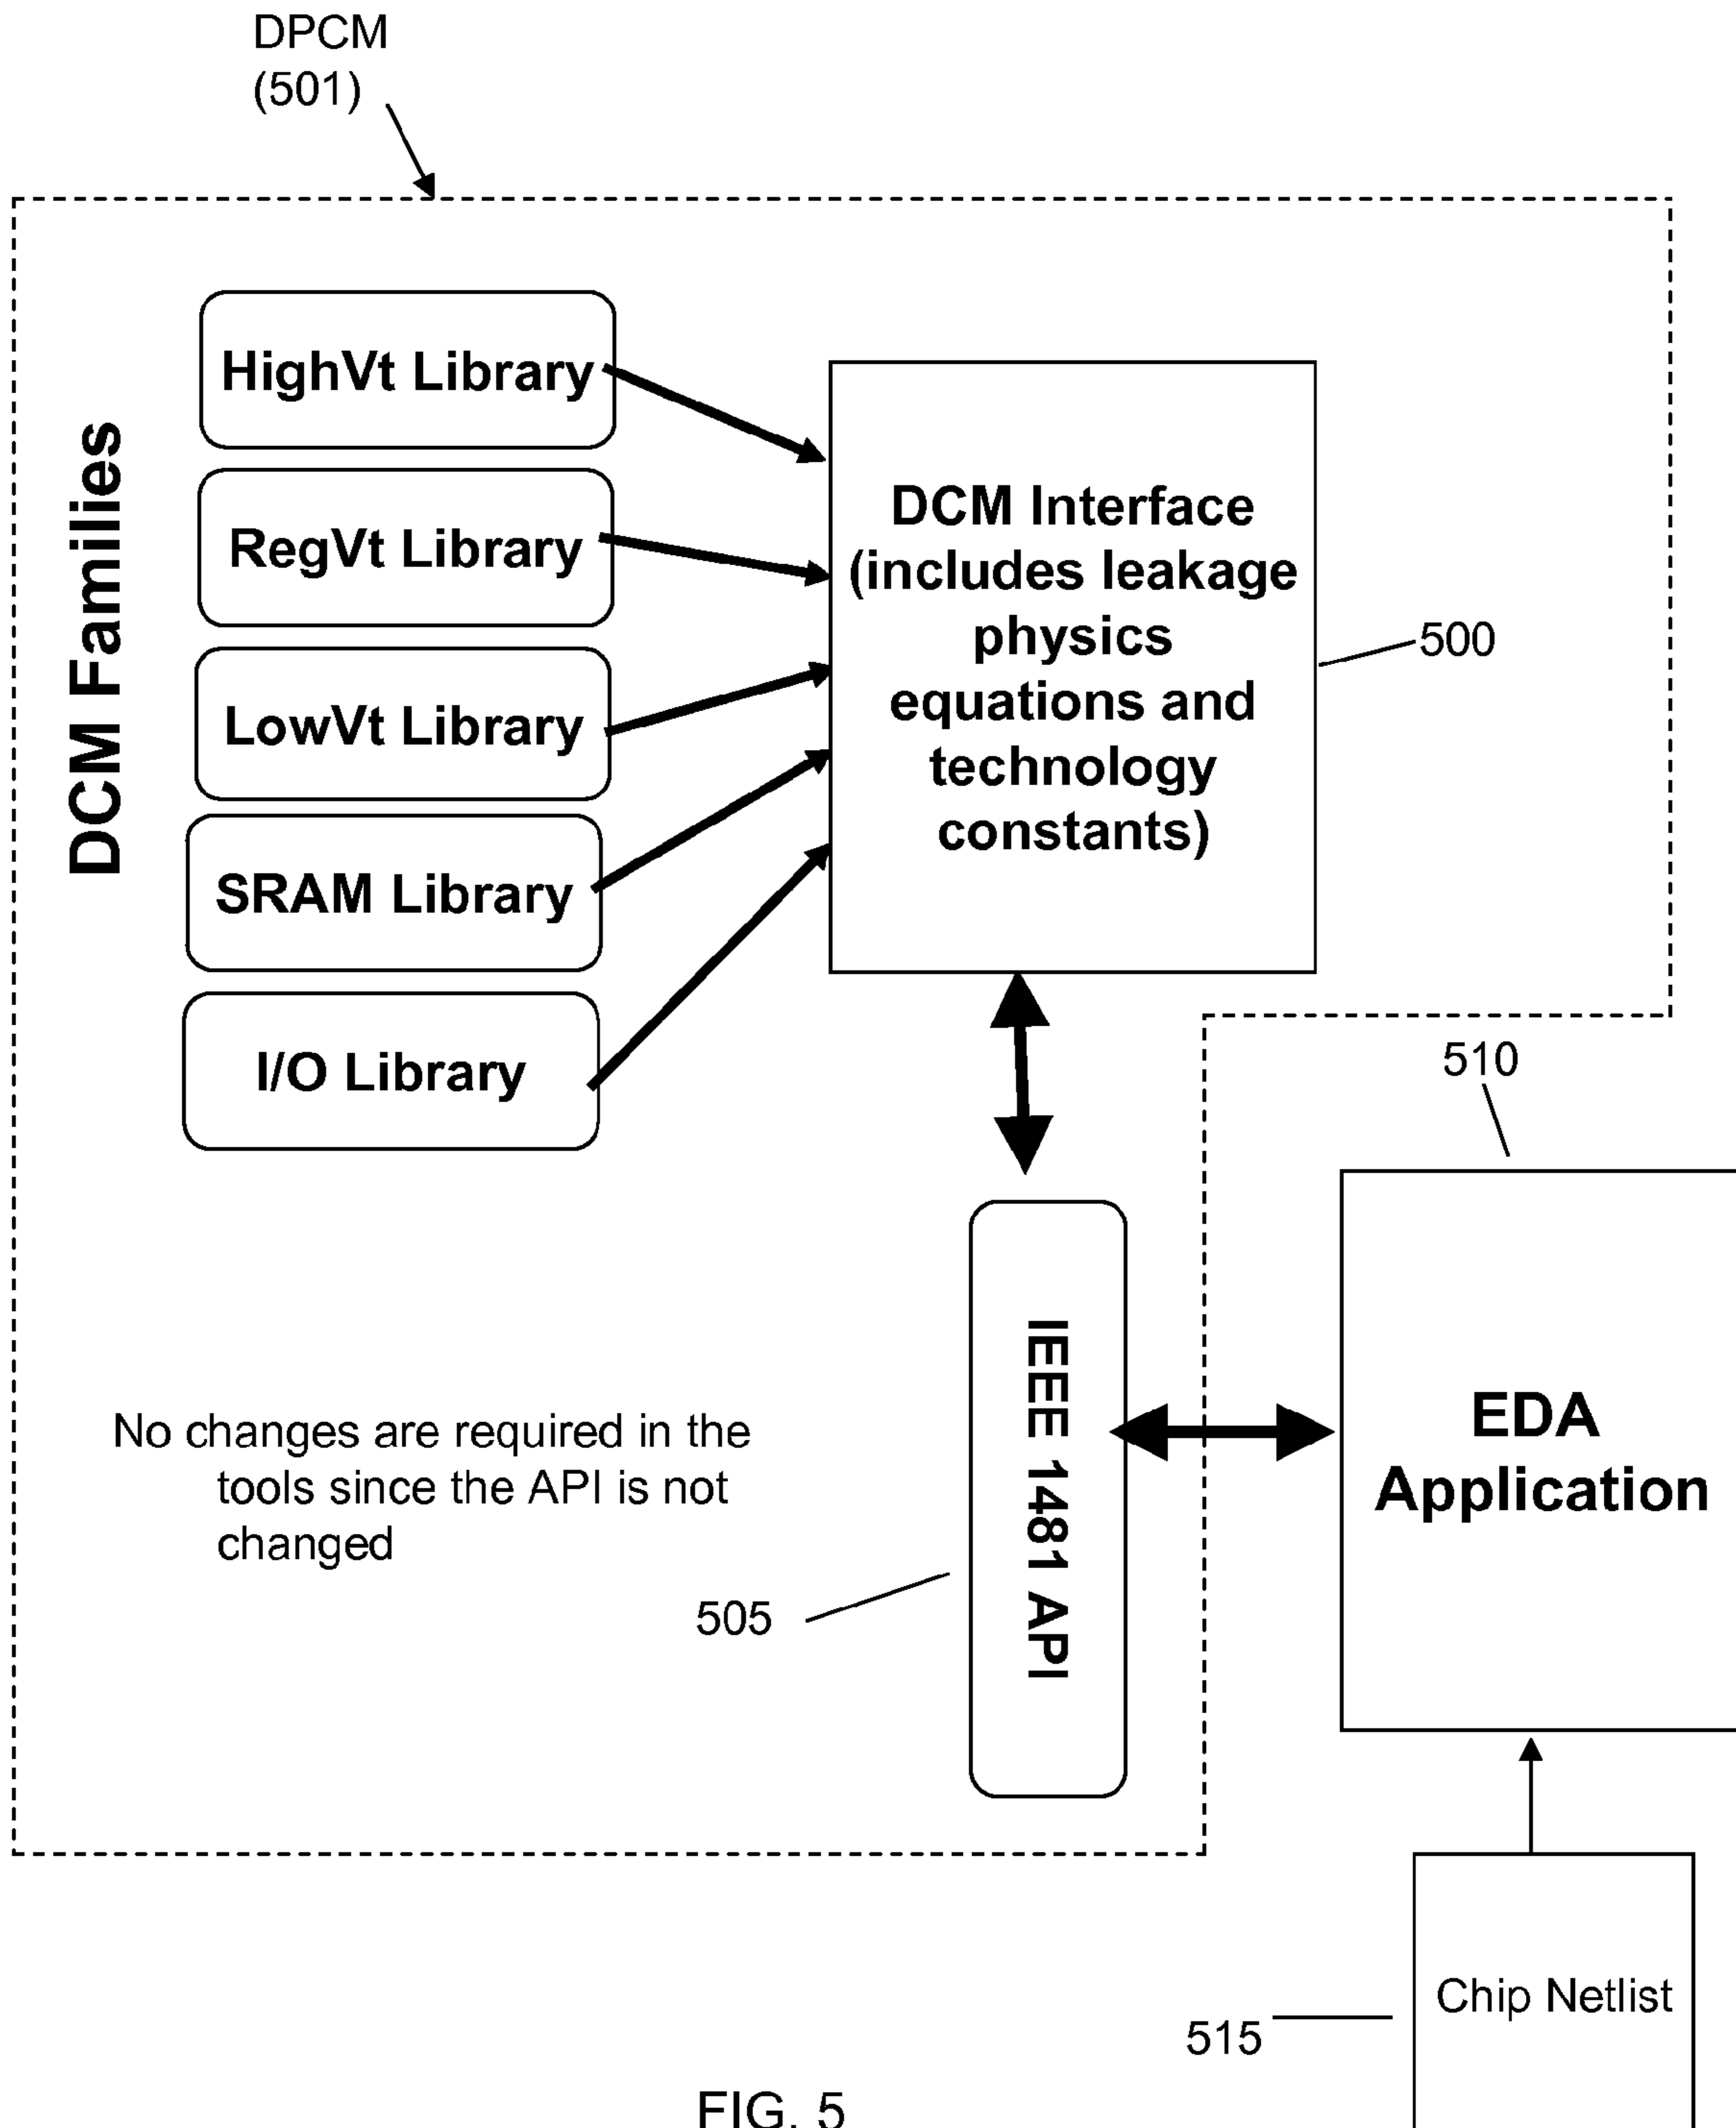 DPCM
(501)
DCM Families
HighVt Library
RegVt Library
LowVt Library
SRAM Library
I/O Library
DCM Interface
(includes leakage
physics
equations and
technology
constants)
500
510
IEEE 1481 API
EDA
Application
No changes are required in the
tools since the API is not
changed
505
Chip Netlist
515
FIG. 5